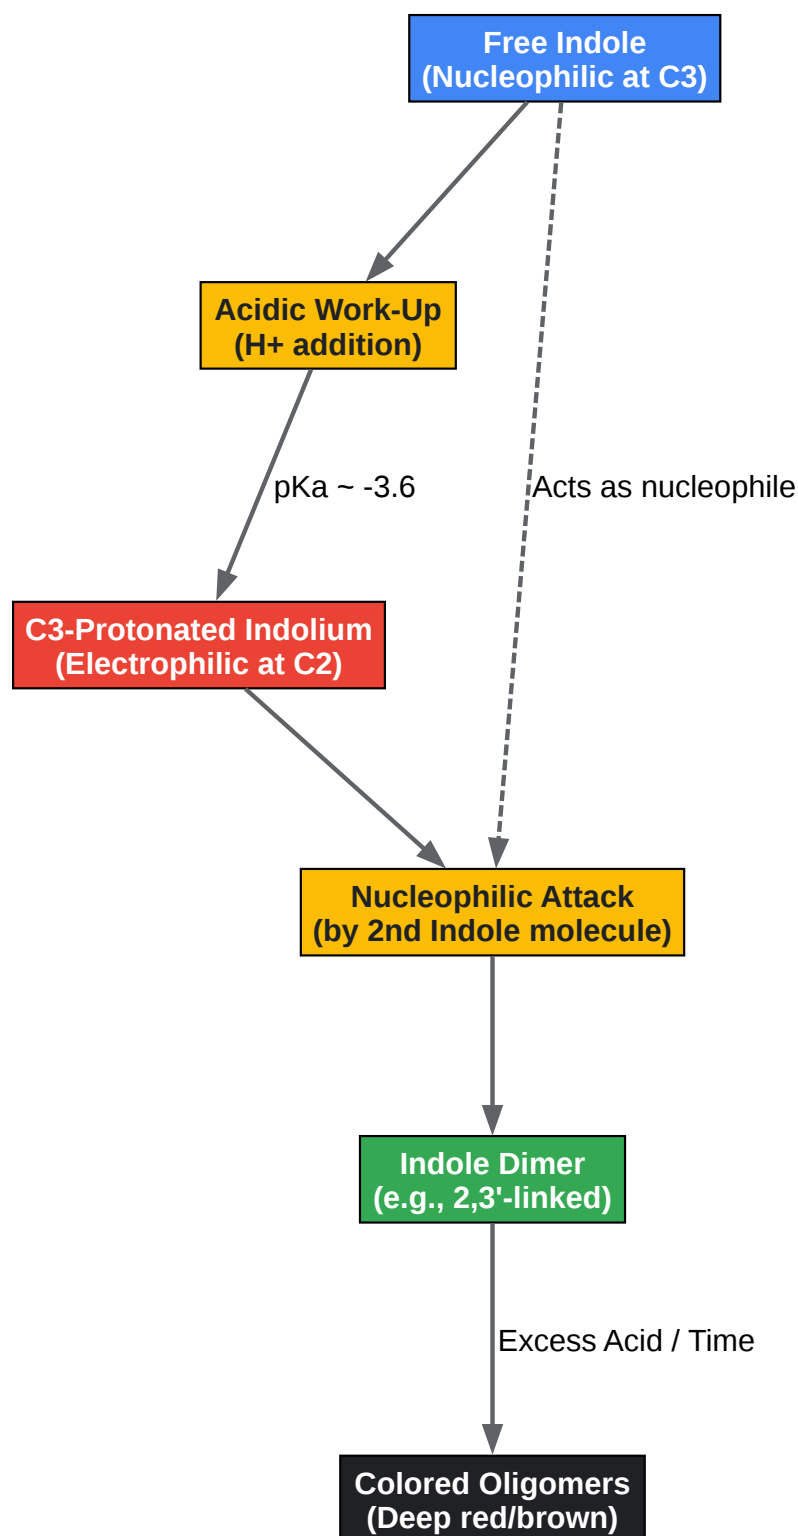 Free Indole
(Nucleophilic at C3)
Acidic Work-Up
(H+ addition)
pKa ~ -3.6
Acts as nucleophile
C3-Protonated Indolium
(Electrophilic at C2)
Nucleophilic Attack
(by 2nd Indole molecule)
Indole Dimer
(e.g., 2,3'-linked)
Excess Acid / Time
Colored Oligomers
(Deep red/brown)